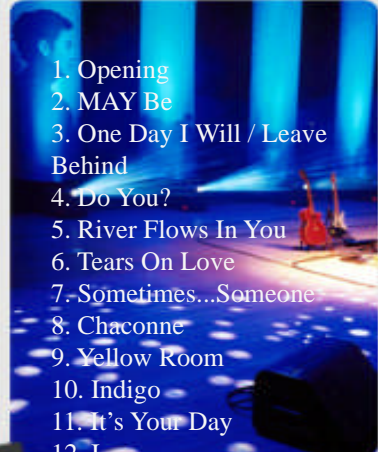 1. Opening
2. MAY Be
3. One Day I Will / Leave
Behind
4. Do You?
5. River Flows In You
6. Tears On Love
7. Sometimes...Someone
8. Chaconne
9. Yellow Room
10. Indigo
11. It's Your Day
12. I